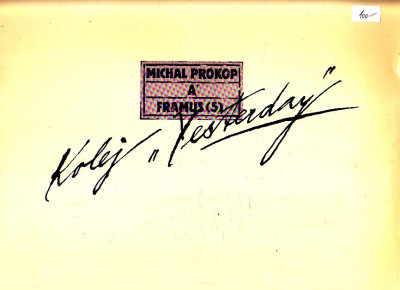 100,-
MICHAL PROKOP
A
FRAMUS (5)
Kolej „Yesterday"